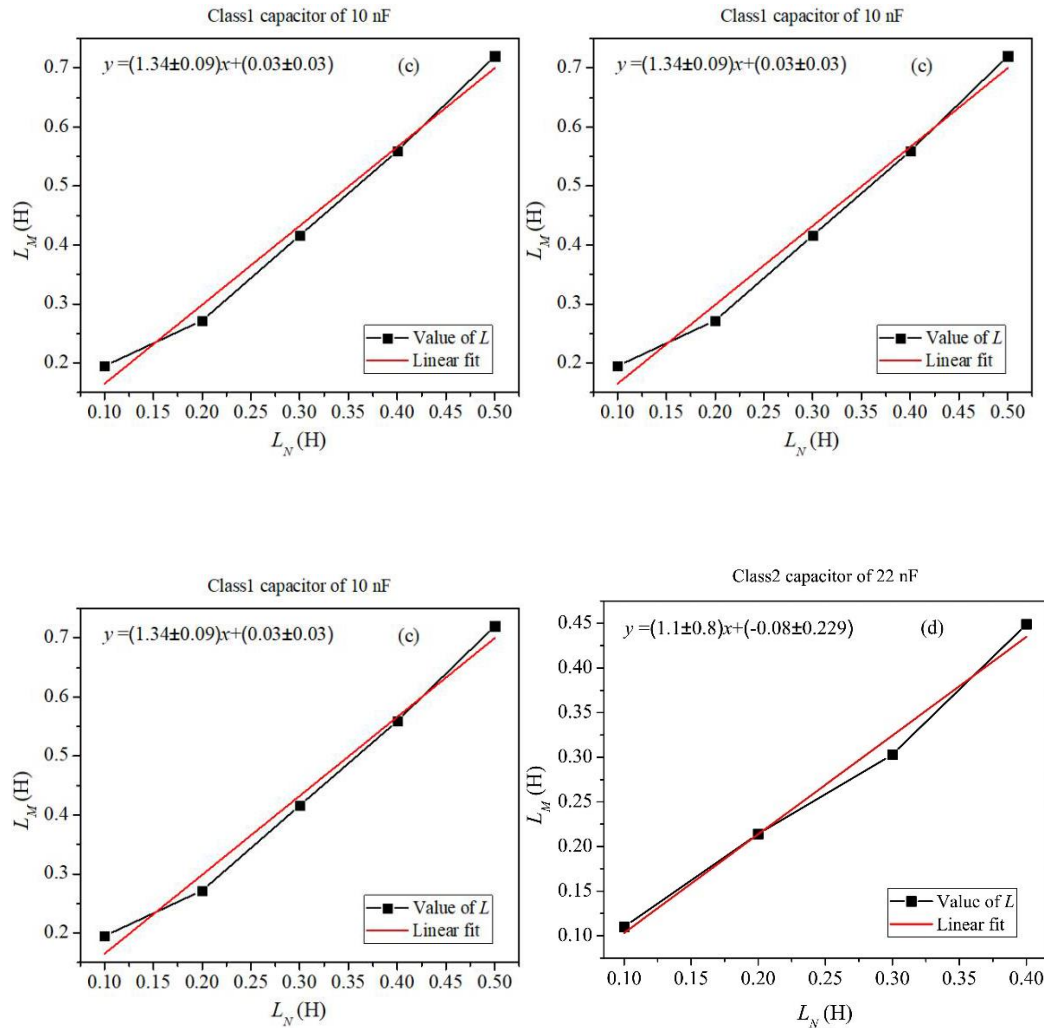 Class1 capacitor of 10 nF
y=(1.34±0.09)x+(0.03±0.03) (c)
0.7
0.6
0.5
0.4
0.3
0.2
L_M (H)
Value of L
Linear fit
0.10 0.15 0.20 0.25 0.30 0.35 0.40 0.45 0.50
L_N (H)
Class1 capacitor of 10 nF
y=(1.34±0.09)x+(0.03±0.03) (c)
0.7
0.6
0.5
0.4
0.3
0.2
L_M (H)
Value of L
Linear fit
0.10 0.15 0.20 0.25 0.30 0.35 0.40 0.45 0.50
L_N (H)
Class1 capacitor of 10 nF
y=(1.34±0.09)x+(0.03±0.03) (c)
0.7
0.6
0.5
0.4
0.3
0.2
L_M (H)
Value of L
Linear fit
0.10 0.15 0.20 0.25 0.30 0.35 0.40 0.45 0.50
L_N (H)
Class2 capacitor of 22 nF
y=(1.1±0.8)x+(-0.08±0.229) (d)
0.45
0.40
0.35
0.30
0.25
0.20
0.15
0.10
L_M (H)
Value of L
Linear fit
0.10 0.15 0.20 0.25 0.30 0.35 0.40
L_N (H)